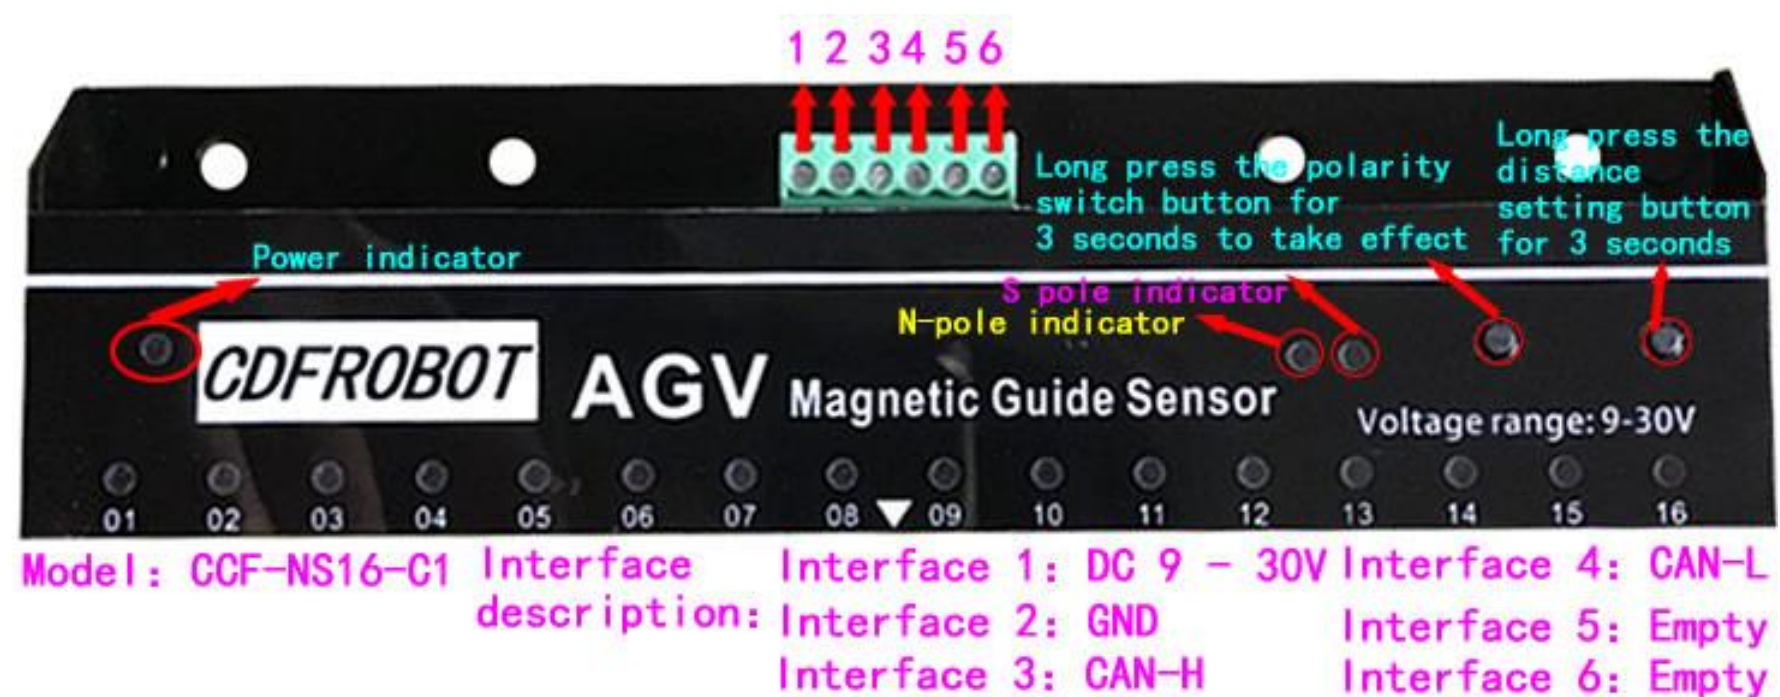 1 2 3 4 5 6
Long press the polarity
switch button for
3 seconds to take effect
Long press the
distance
setting button
for 3 seconds
Power indicator
S pole indicator
N-pole indicator
CDFROBOT
AGV Magnetic Guide Sensor
Voltage range: 9-30V
01 02 03 04 05 06 07 08 09 10 11 12 13 14 15 16
Model: CCF-NS16-C1
Interface
description:
Interface 1: DC 9 - 30V
Interface 2: GND
Interface 3: CAN-H
Interface 4: CAN-L
Interface 5: Empty
Interface 6: Empty